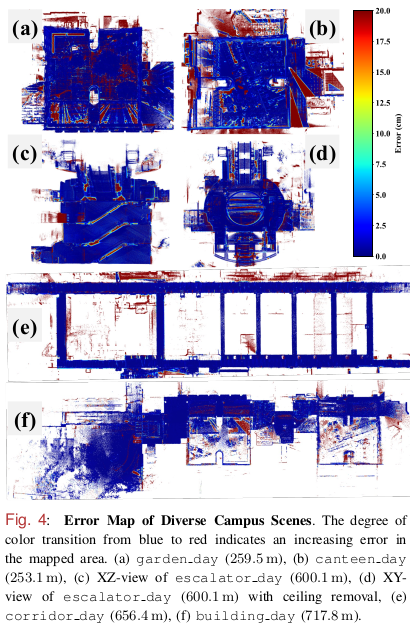 (a)
(b)
20.0
17.5
15.0
12.5
10.0
7.5
5.0
2.5
0.0
Error (cm)
(c)
(d)
(e)
(f)
Fig. 4: Error Map of Diverse Campus Scenes. The degree of
color transition from blue to red indicates an increasing error in
the mapped area. (a) garden_day (259.5 m), (b) canteen_day
(253.1 m), (c) XZ-view of escalator_day (600.1 m), (d) XY-
view of escalator_day (600.1 m) with ceiling removal, (e)
corridor_day (656.4 m), (f) building_day (717.8 m).